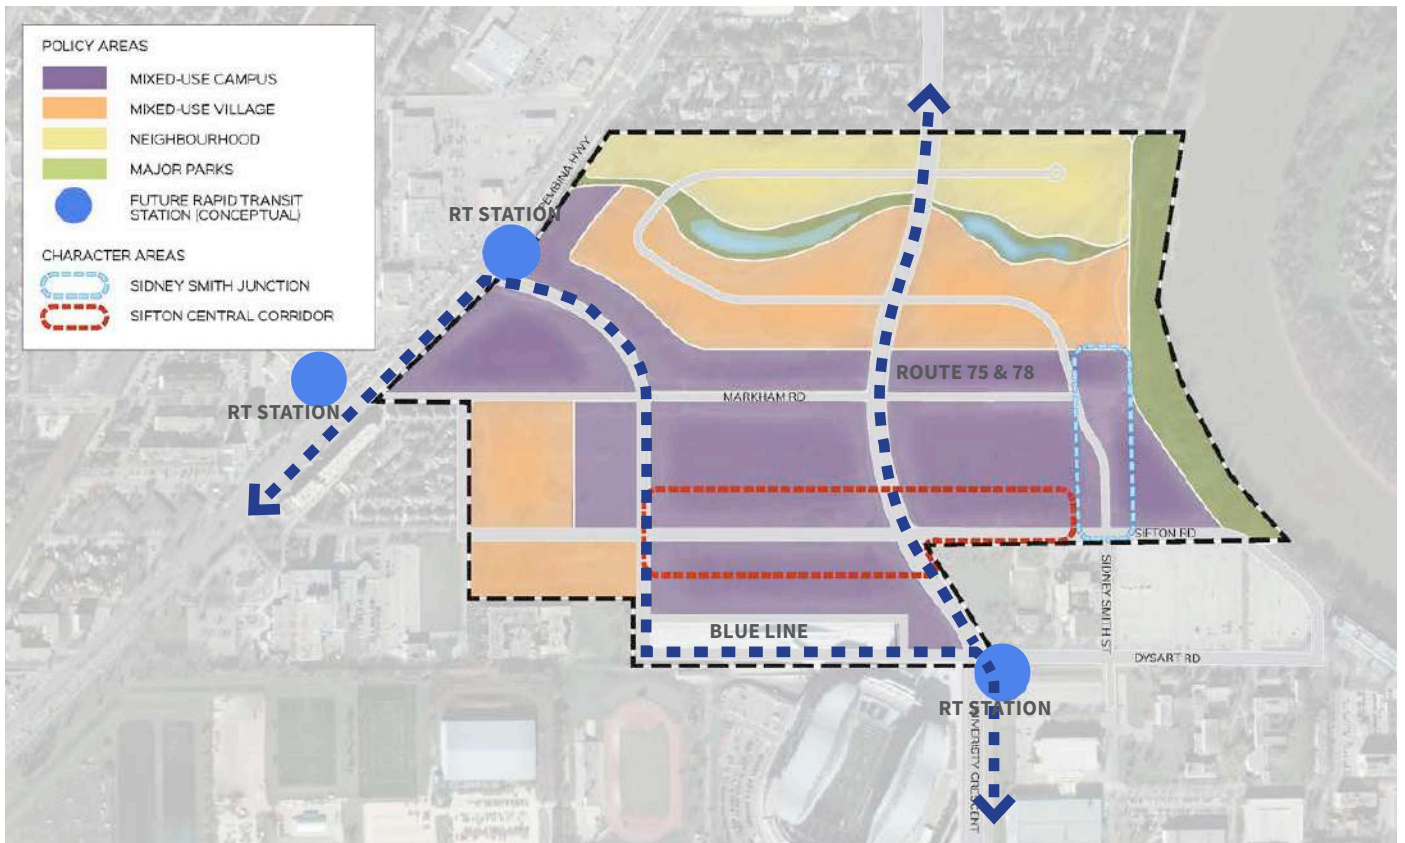 POLICY AREAS
MIXED-USE CAMPUS
MIXED-USE VILLAGE
NEIGHBOURHOOD
MAJOR PARKS
FUTURE RAPID TRANSIT
STATION (CONCEPTUAL)
CHARACTER AREAS
SIDNEY SMITH JUNCTION
SIFTON CENTRAL CORRIDOR
PEMBINA HWY
RT STATION
RT STATION
ROUTE 75 & 78
MARKHAM RD
SIFTON RD
SIDNEY SMITH ST
BLUE LINE
DYSART RD
RT STATION
CRESCENT